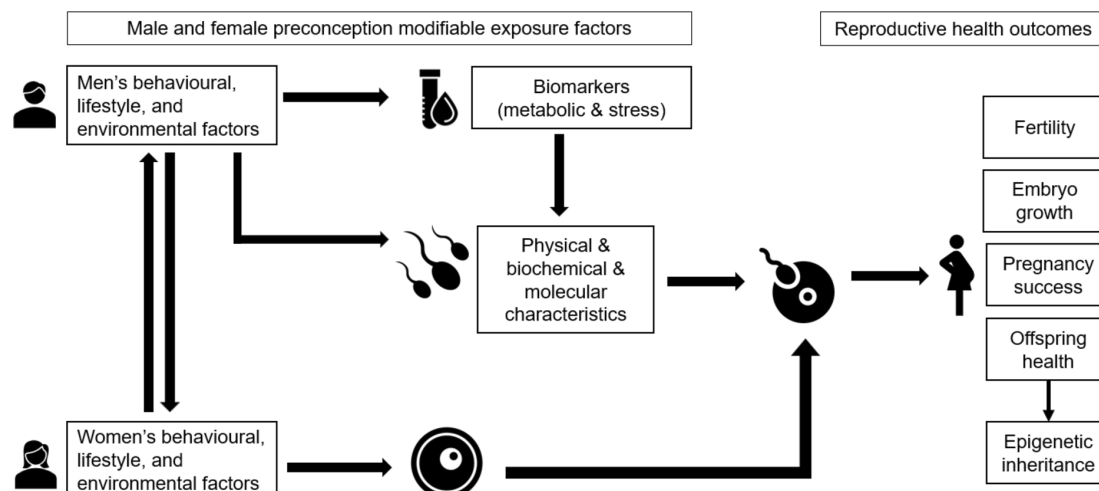 Male and female preconception modifiable exposure factors
Reproductive health outcomes
Men’s behavioural,
lifestyle, and
environmental factors
Biomarkers
(metabolic & stress)
Fertility
Embryo
growth
Physical &
biochemical &
molecular
characteristics
Pregnancy
success
Offspring
health
Women’s behavioural,
lifestyle, and
environmental factors
Epigenetic
inheritance